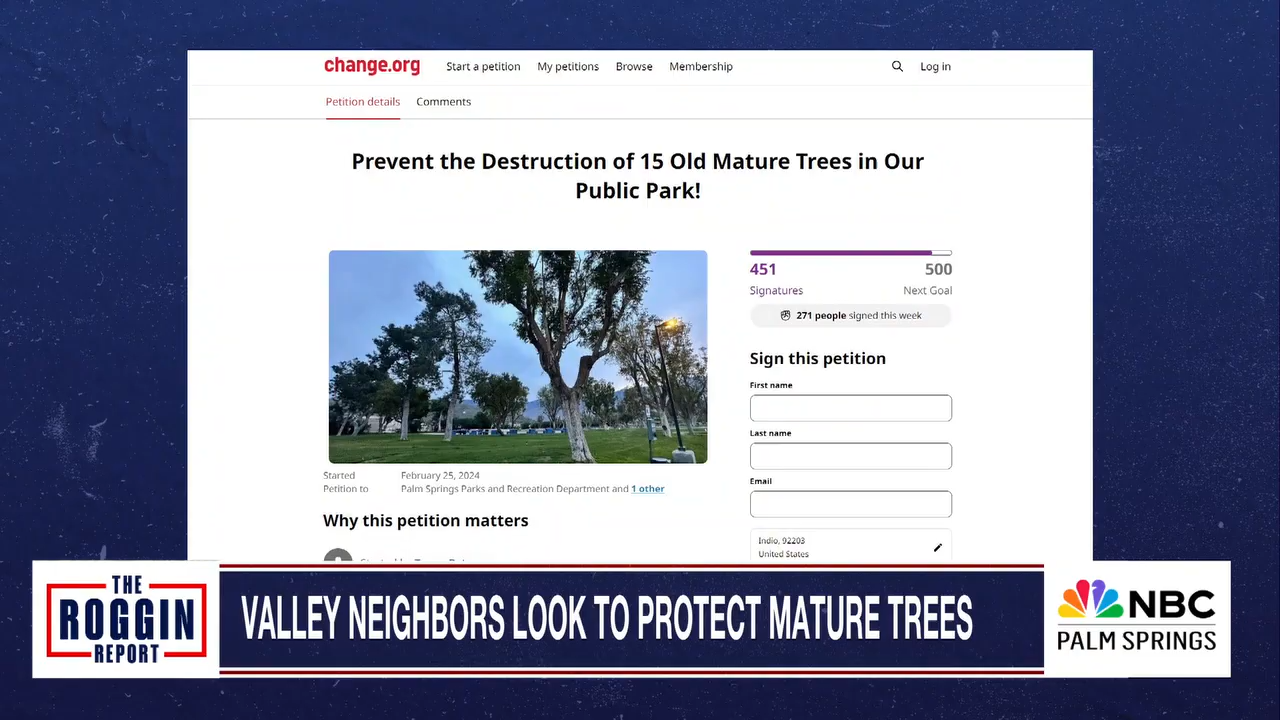 change.org
Start a petition
My petitions
Browse
Membership
Log in
Petition details
Comments
Prevent the Destruction of 15 Old Mature Trees in Our
Public Park!
451
500
Signatures
Next Goal
271 people signed this week
Sign this petition
First name
Last name
Email
Started
February 25, 2024
Petition to
Palm Springs Parks and Recreation Department and 1 other
Why this petition matters
Indio, 92203
United States
THE
ROGGIN
REPORT
VALLEY NEIGHBORS LOOK TO PROTECT MATURE TREES
NBC
PALM SPRINGS